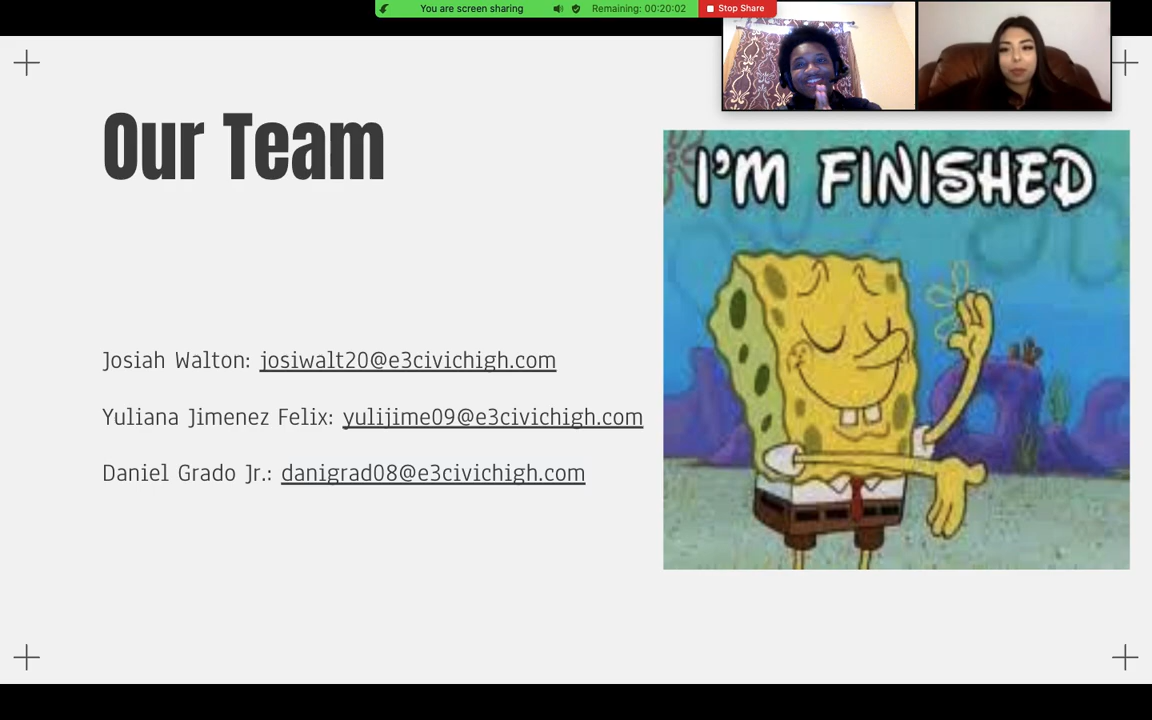 You are screen sharing
Remaining: 00:20:02
Stop Share
Our Team
I'M FINISHED
Josiah Walton: josiwalt20@e3civichigh.com
Yuliana Jimenez Felix: yulijime09@e3civichigh.com
Daniel Grado Jr.: danigrad08@e3civichigh.com